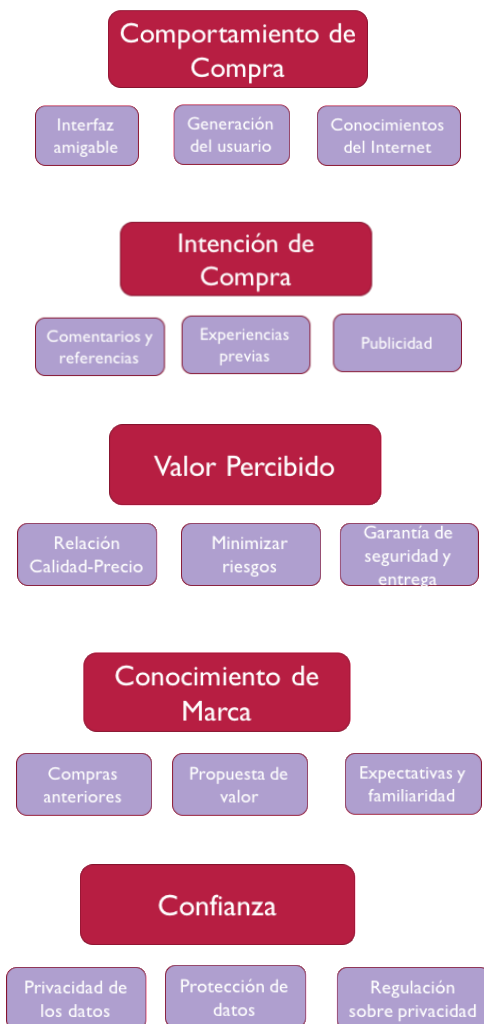 Comportamiento de
Compra
Interfaz
amigable
Generación
del usuario
Conocimientos
del Internet
Intención de
Compra
Comentarios y
referencias
Experiencias
previas
Publicidad
Valor Percibido
Relación
Calidad-Precio
Minimizar
riesgos
Garantía de
seguridad y
entrega
Conocimiento de
Marca
Compras
anteriores
Propuesta de
valor
Expectativas y
familiaridad
Confianza
Privacidad de
los datos
Protección de
datos
Regulación
sobre privacidad